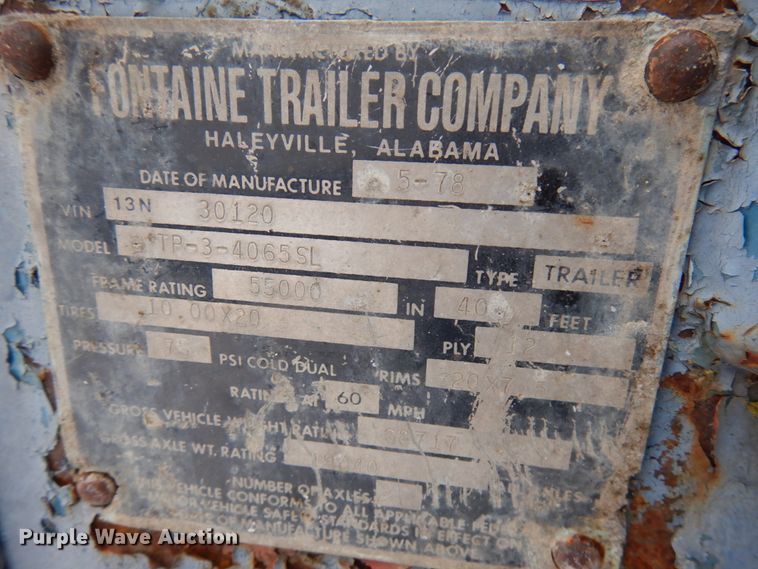 MANUFACTURED BY
FONTAINE TRAILER COMPANY
HALEYVILLE, ALABAMA
DATE OF MANUFACTURE 5-78
VIN 13N 30120
MODEL TP-3-4065SL TYPE TRAILER
FRAME RATING 55000 IN 40 FEET
TIRES 10.00X20 PLY 12
PRESSURE 75 PSI COLD DUAL RIMS 20X7
RATING AT 60 MPH
GROSS VEHICLE WEIGHT RATING
GROSS AXLE WT. RATING
NUMBER OF AXLES
THIS VEHICLE CONFORMS TO ALL APPLICABLE
MOTOR VEHICLE SAFETY STANDARDS IN EFFECT ON
OF MANUFACTURE SHOWN ABOVE
Purple Wave Auction